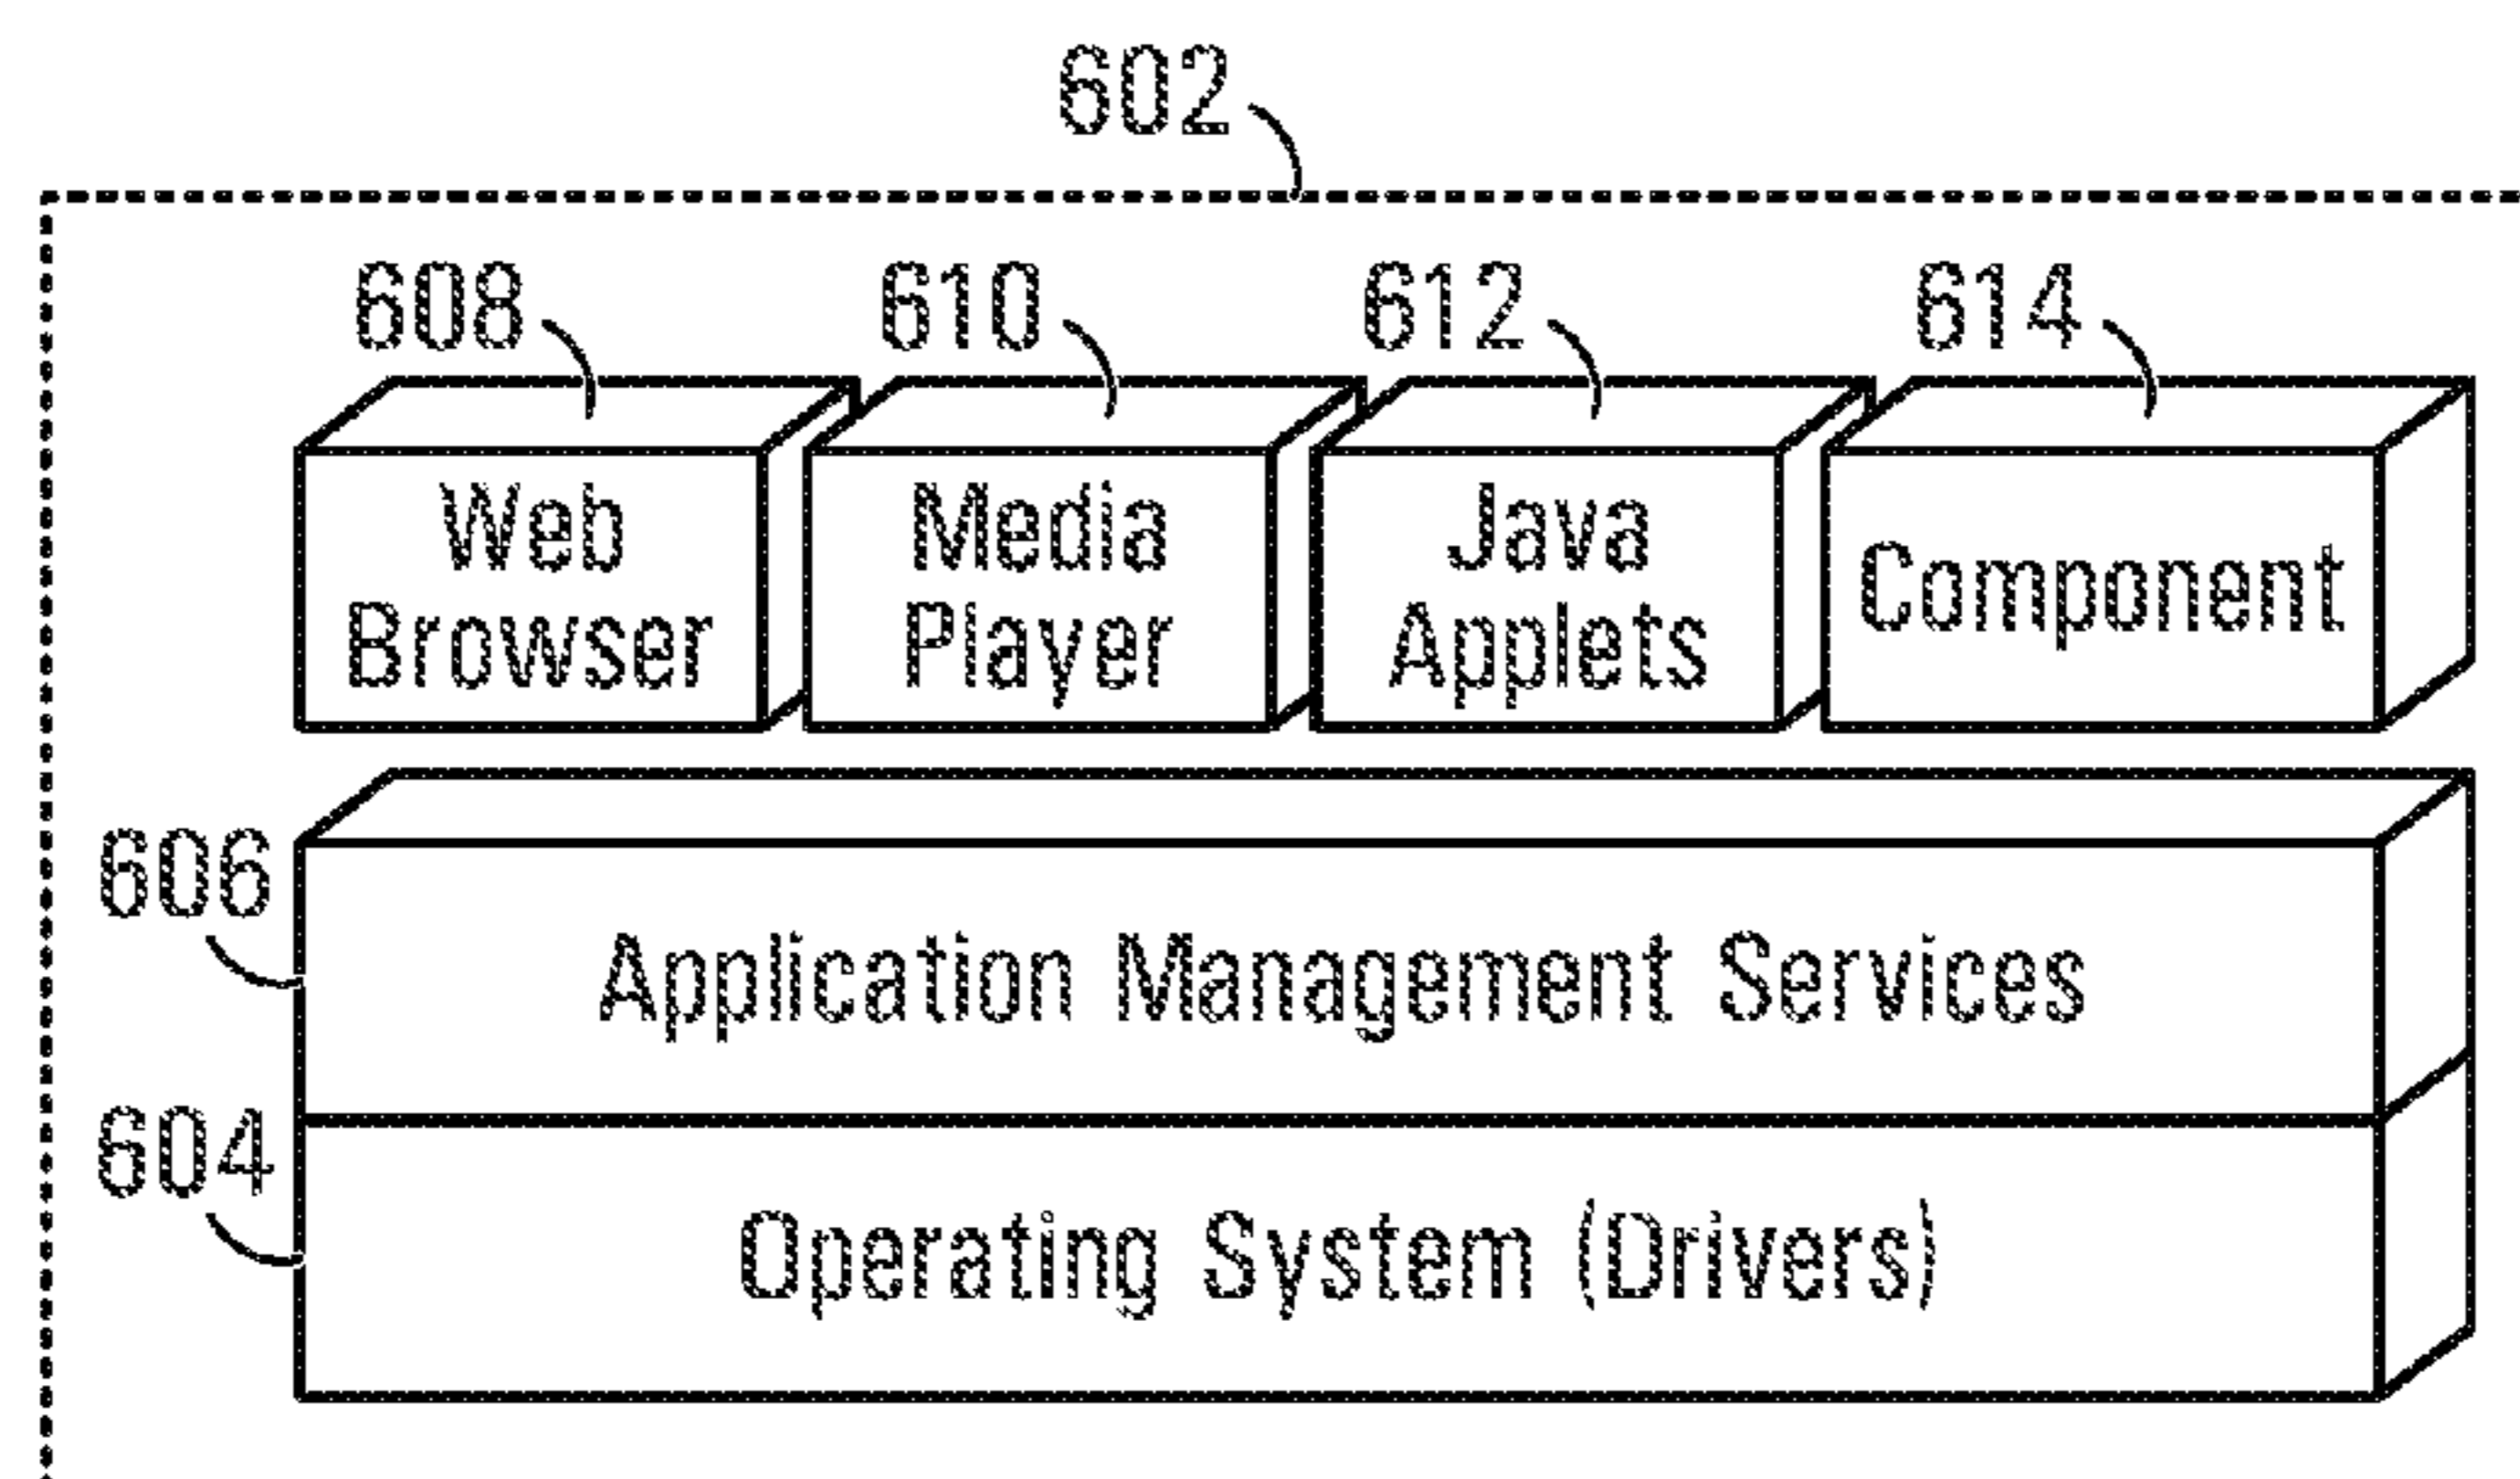 602
608
610
612
614
Web
Browser
Media
Player
Java
Applets
Component
606
Application Management Services
604
Operating System (Drivers)